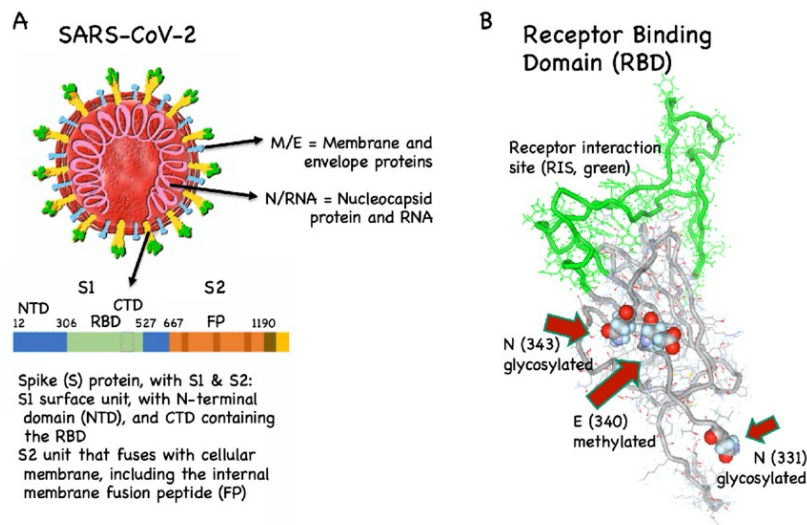 A
SARS-CoV-2
M/E = Membrane and
envelope proteins
N/RNA = Nucleocapsid
protein and RNA
S1
S2
NTD
CTD
12
306
RBD
527
667
FP
1190
Spike (S) protein, with S1 & S2:
S1 surface unit, with N-terminal
domain (NTD), and CTD containing
the RBD
S2 unit that fuses with cellular
membrane, including the internal
membrane fusion peptide (FP)
B
Receptor Binding
Domain (RBD)
Receptor interaction
site (RIS, green)
N (343)
glycosylated
E (340)
methylated
N (331)
glycosylated